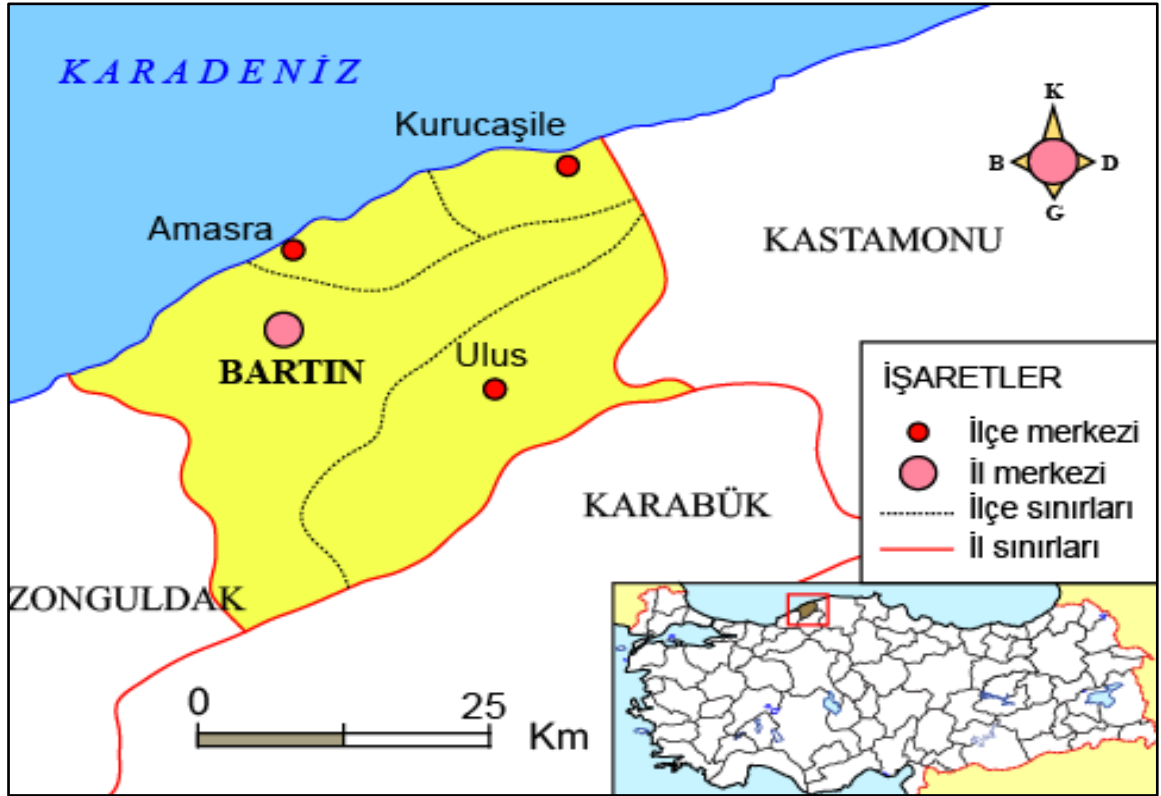 KARADENİZ
Kurucaşile
K
B
D
G
Amasra
KASTAMONU
BARTIN
Ulus
İŞARETLER
İlçe merkezi
İl merkezi
İlçe sınırları
İl sınırları
KARABÜK
ZONGULDAK
0
25
Km